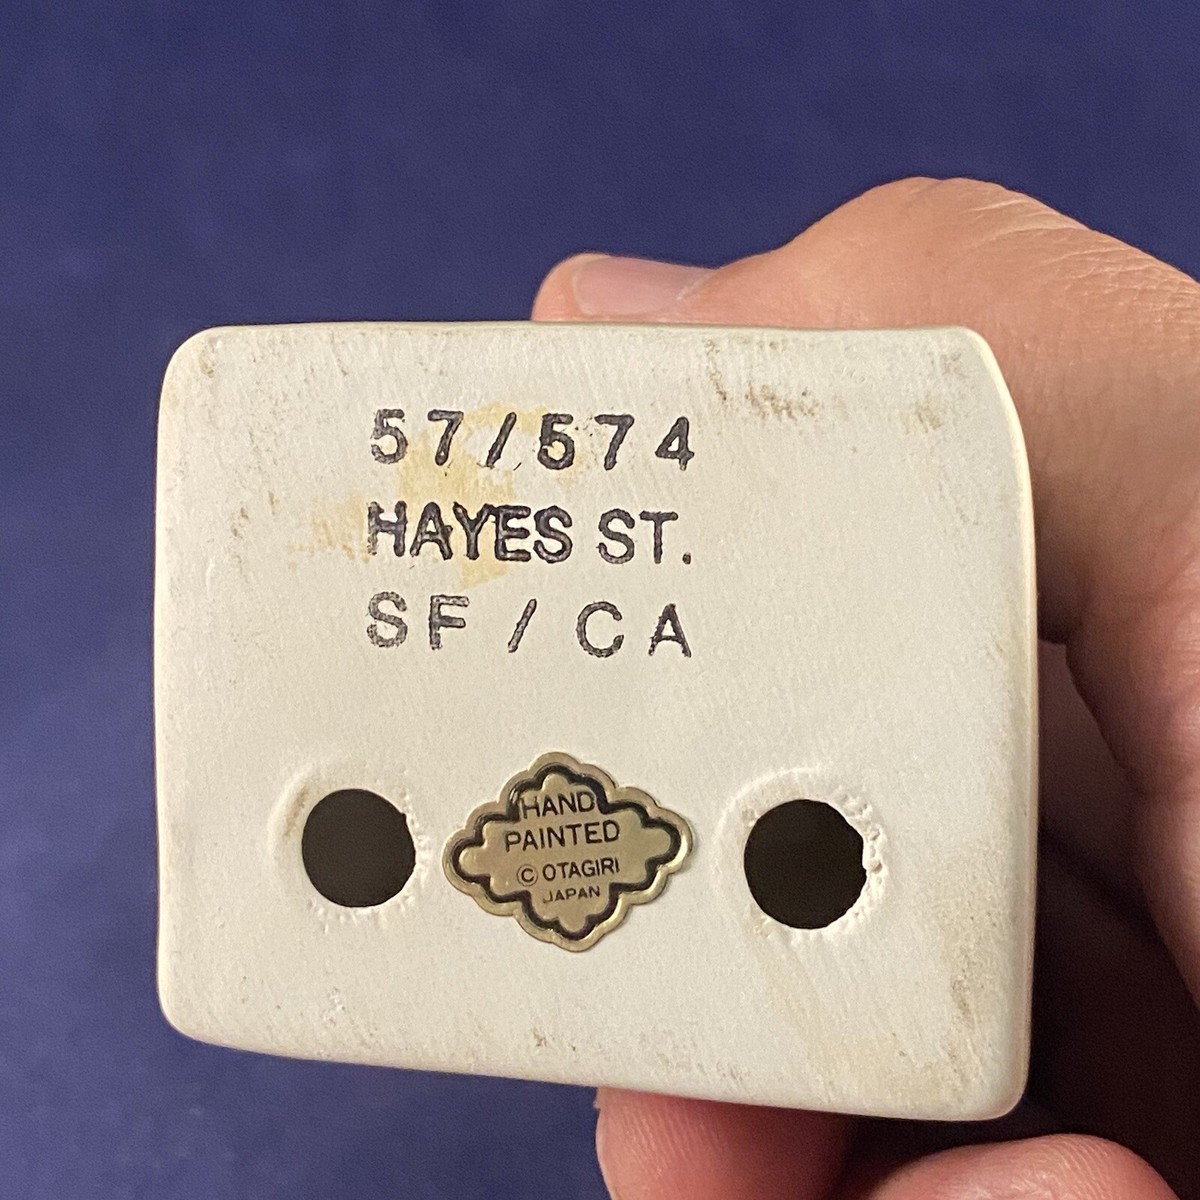 57/574
HAYES ST.
SF / CA
HAND
PAINTED
© OTAGIRI
JAPAN